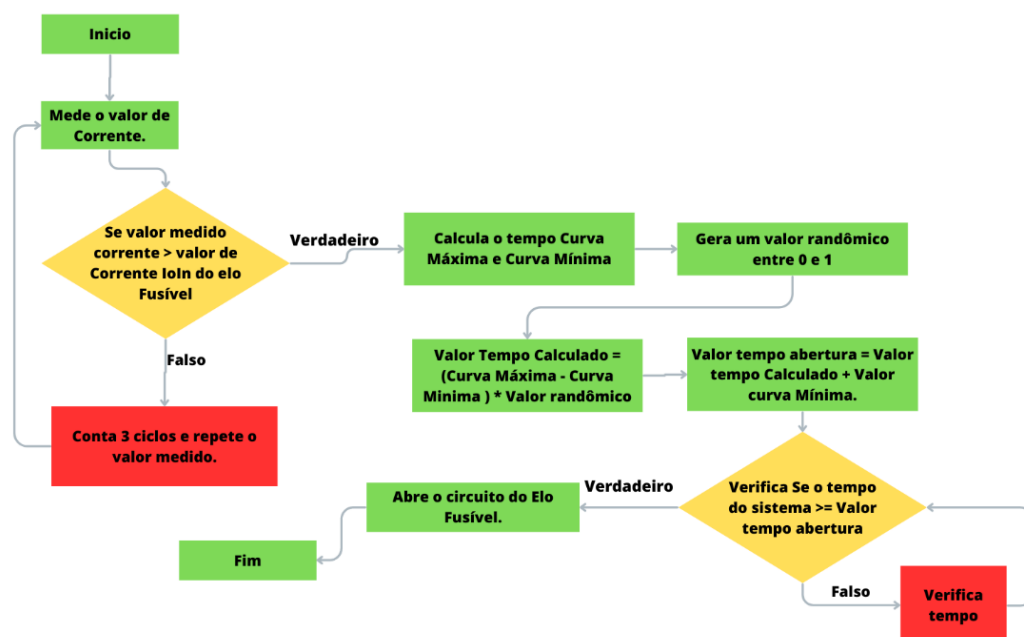 Inicio
Mede o valor de
Corrente.
Se valor medido
corrente > valor de
Corrente IoIn do elo
Fusível
Verdadeiro
Calcula o tempo Curva
Máxima e Curva Mínima
Gera um valor randômico
entre 0 e 1
Falso
Conta 3 ciclos e repete o
valor medido.
Valor Tempo Calculado =
(Curva Máxima - Curva
Minima ) * Valor randômico
Valor tempo abertura = Valor
tempo Calculado + Valor
curva Mínima.
Verifica Se o tempo
do sistema >= Valor
tempo abertura
Verdadeiro
Abre o circuito do Elo
Fusível.
Fim
Falso
Verifica
tempo